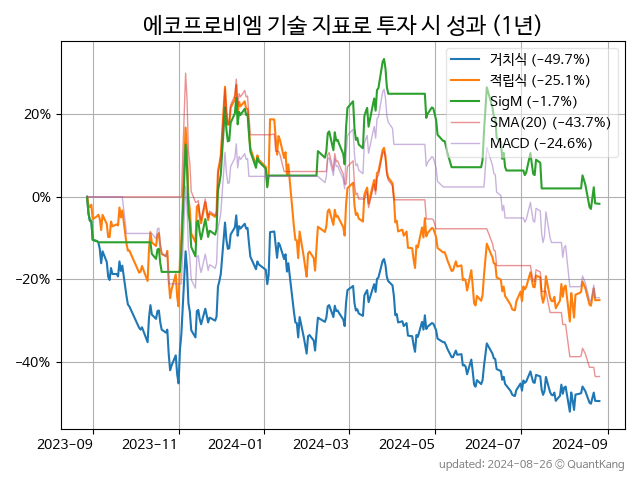 에코프로비엠 기술 지표로 투자 시 성과 (1년)
거치식 (−49.7%)
적립식 (−25.1%)
SigM (−1.7%)
SMA(20) (−43.7%)
MACD (−24.6%)
20%
0%
−20%
−40%
2023-09 2023-11 2024-01 2024-03 2024-05 2024-07 2024-09
updated: 2024-08-26 © QuantKang